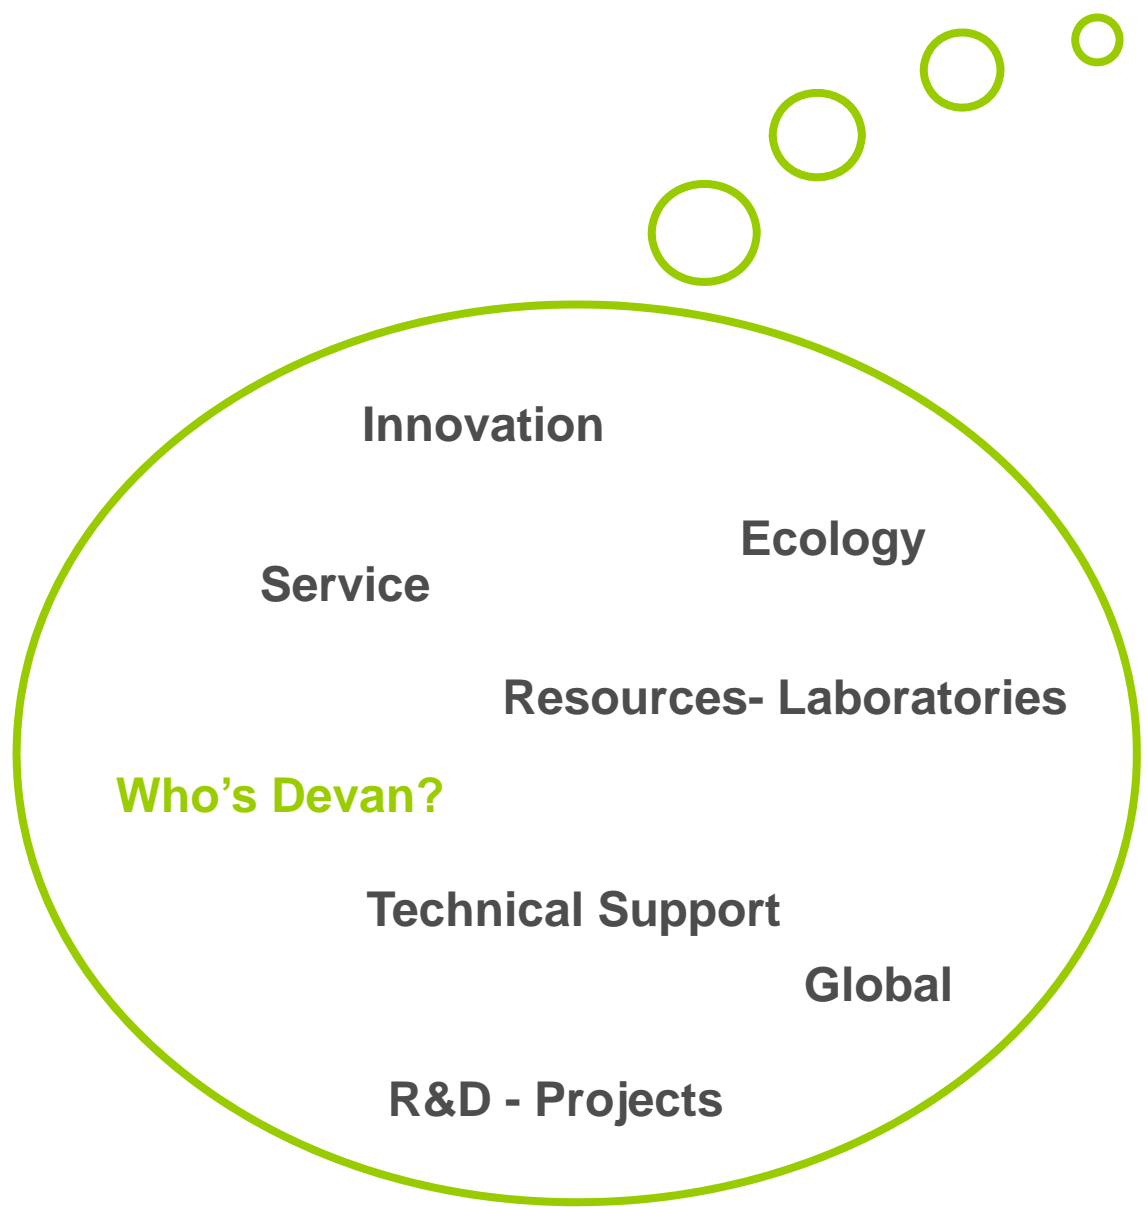 Innovation
Ecology
Service
Resources- Laboratories
Who’s Devan?
Technical Support
Global
R&D - Projects